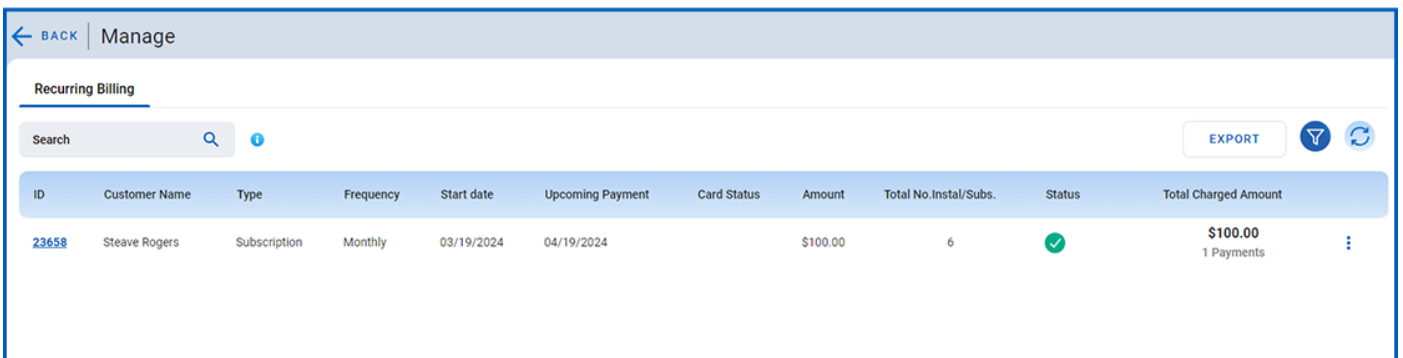 BACK Manage
Recurring Billing
Search
EXPORT
ID Customer Name Type Frequency Start date Upcoming Payment Card Status Amount Total No.Instal/Subs. Status Total Charged Amount
23658 Steave Rogers Subscription Monthly 03/19/2024 04/19/2024 $100.00 6 $100.00
1 Payments